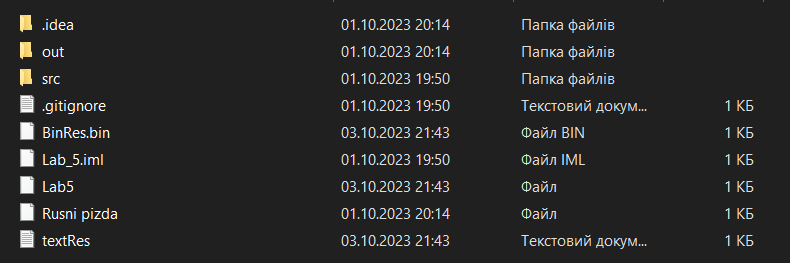 .idea 01.10.2023 20:14 Папка файлів
out 01.10.2023 20:14 Папка файлів
src 01.10.2023 19:50 Папка файлів
.gitignore 01.10.2023 19:50 Текстовий докум... 1 КБ
BinRes.bin 03.10.2023 21:43 Файл BIN 1 КБ
Lab_5.iml 01.10.2023 19:50 Файл IML 1 КБ
Lab5 03.10.2023 21:43 Файл 1 КБ
Rusni pizda 01.10.2023 20:14 Файл 1 КБ
textRes 03.10.2023 21:43 Текстовий докум... 1 КБ